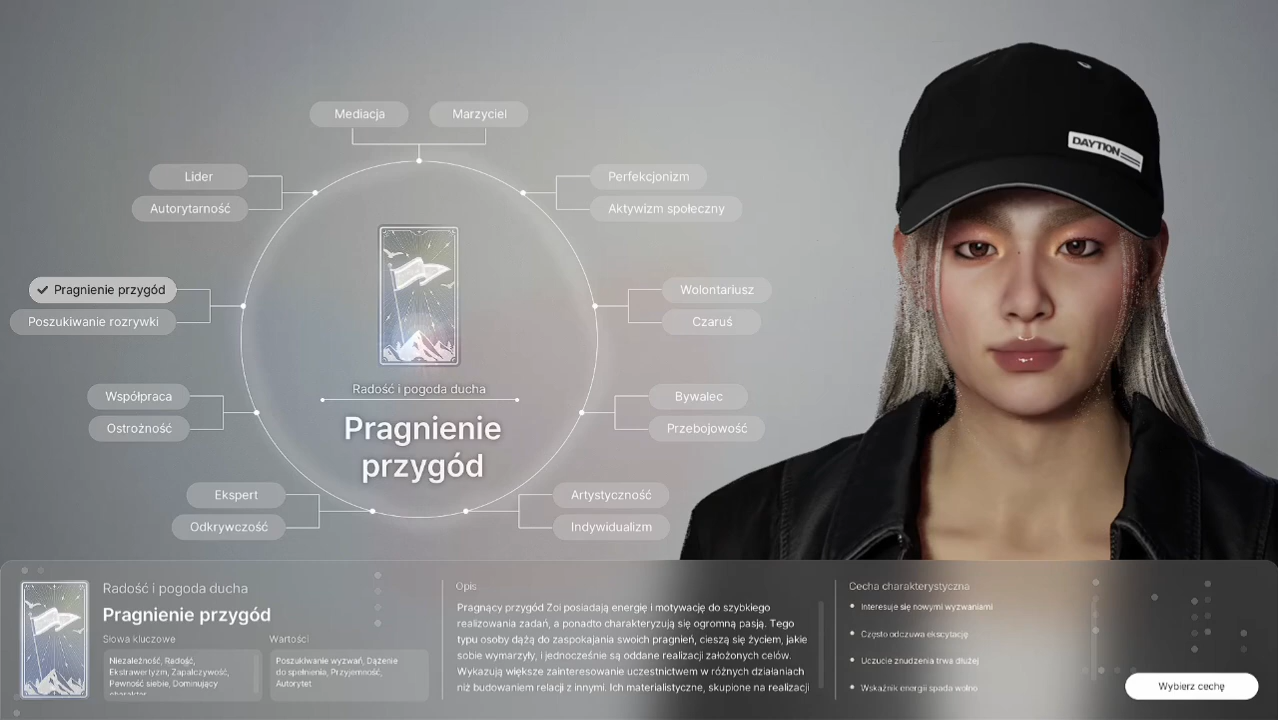 Mediacja
Marzyciel
Lider
Perfekcjonizm
Autorytarność
Aktywizm społeczny
DAYTION
Pragnienie przygód
Wolontariusz
Poszukiwanie rozrywki
Czaruś
Radość i pogoda ducha
Współpraca
Bywalec
Pragnienie
Ostrożność
Przebojowość
przygód
Ekspert
Artystyczność
Odkrywczość
Indywidualizm
Radość i pogoda ducha
Pragnienie przygód
Słowa kluczowe
Niezależność, Radość,
Ekstrawertyzm, Zapalczywość,
Pewność siebie, Dominujący
charakter
Wartości
Poszukiwanie wyzwań, Dążenie
do spełnienia, Przyjemność,
Autorytet
Opis
Pragnący przygód Zoi posiadają energię i motywację do szybkiego
realizowania zadań, a ponadto charakteryzują się ogromną pasją. Tego
typu osoby dążą do zaspokajania swoich pragnień, cieszą się życiem, jakie
sobie wymarzyły, i jednocześnie są oddane realizacji założonych celów.
Wykazują większe zainteresowanie uczestnictwem w różnych działaniach
niż budowaniem relacji z innymi. Ich materialistyczne, skupione na realizacji
Cecha charakterystyczna
Interesuje się nowymi wyzwaniami
Często odczuwa ekscytację
Uczucie znudzenia trwa dłużej
Wskaźnik energii spada wolno
Wybierz cechę